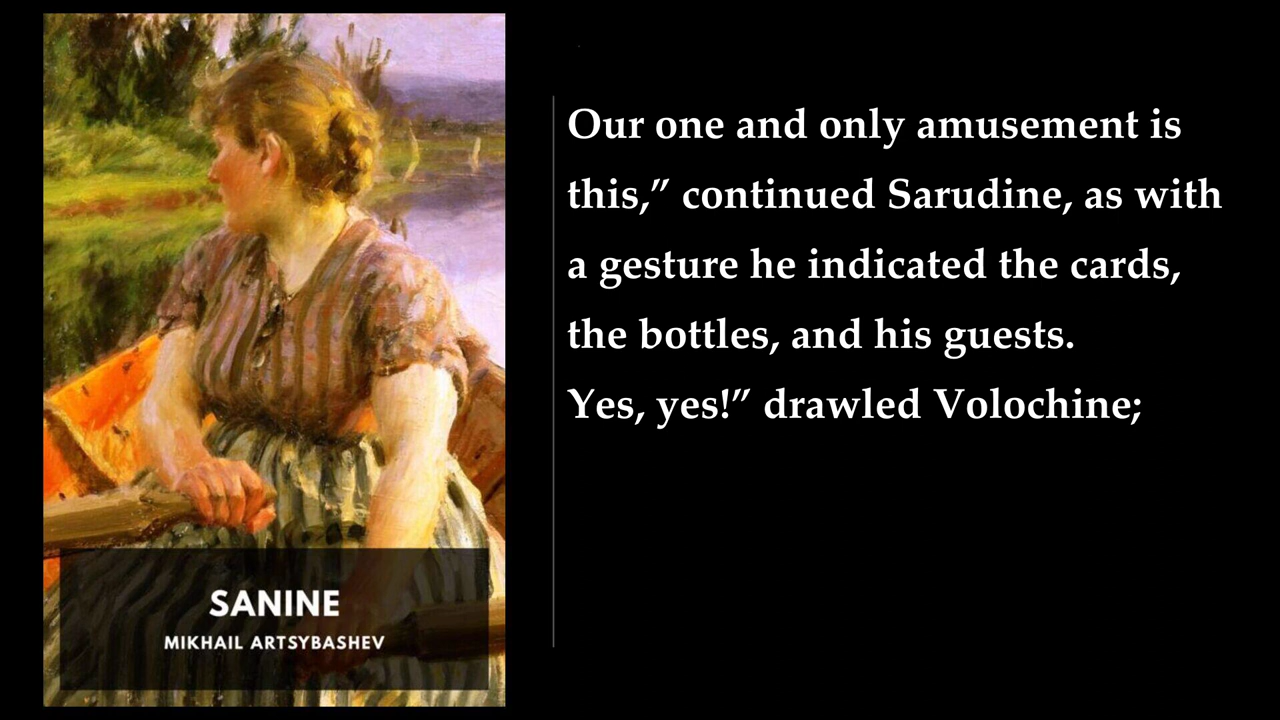 SANINE
MIKHAIL ARTSYBASHEV
Our one and only amusement is
this,” continued Sarudine, as with
a gesture he indicated the cards,
the bottles, and his guests.
Yes, yes!” drawled Volochine;